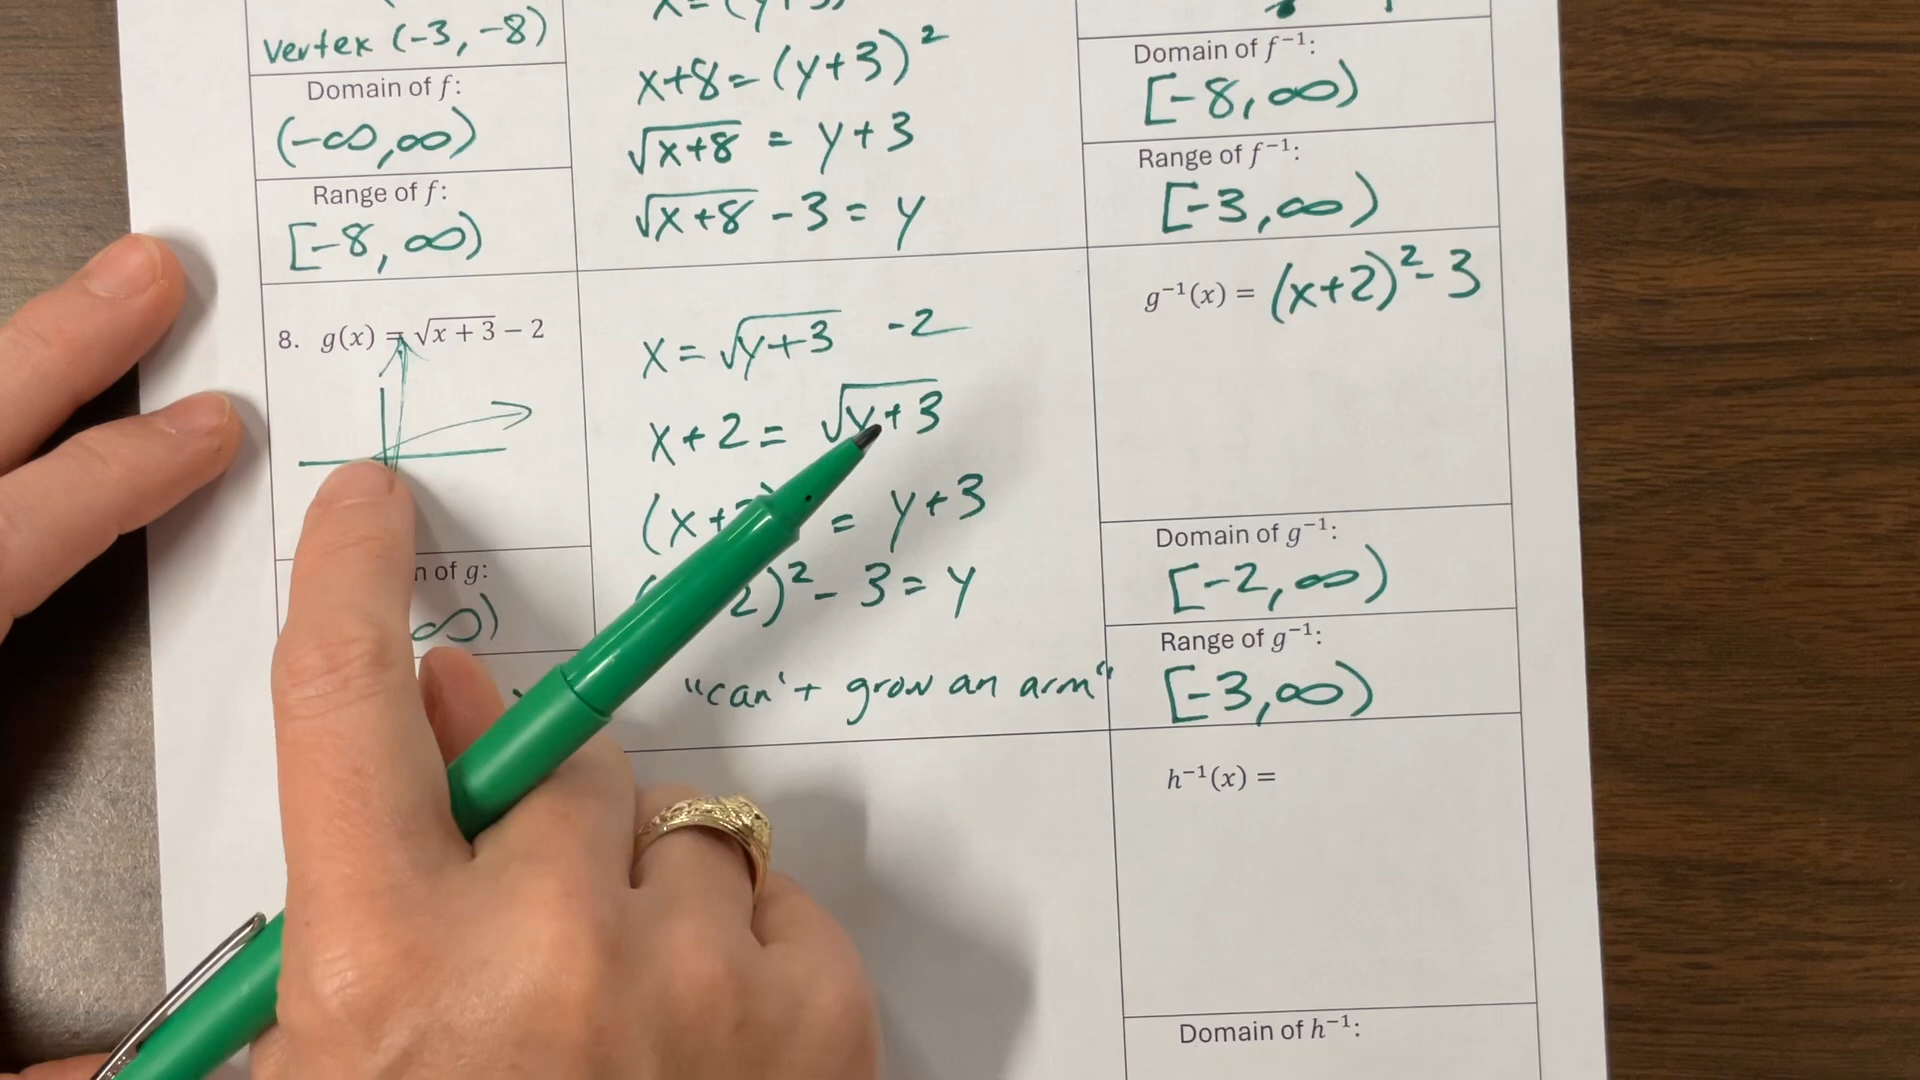 vertex (-3, -8)
Domain of f:
(-∞,∞)
Range of f:
[-8, ∞)
x+8=(y+3)²
√x+8 = y+3
√x+8 -3 = y
Domain of f⁻¹:
[-8, ∞)
Range of f⁻¹:
[-3, ∞)
8. g(x) = √x + 3 − 2
n of g:
∞)
x = √y+3 -2
x+2 = √y+3
(x+ = y+3
2)² - 3 = y
"can't grow an arm"
g⁻¹(x) = (x+2)² - 3
Domain of g⁻¹:
[-2, ∞)
Range of g⁻¹:
[-3, ∞)
h⁻¹(x) =
Domain of h⁻¹: